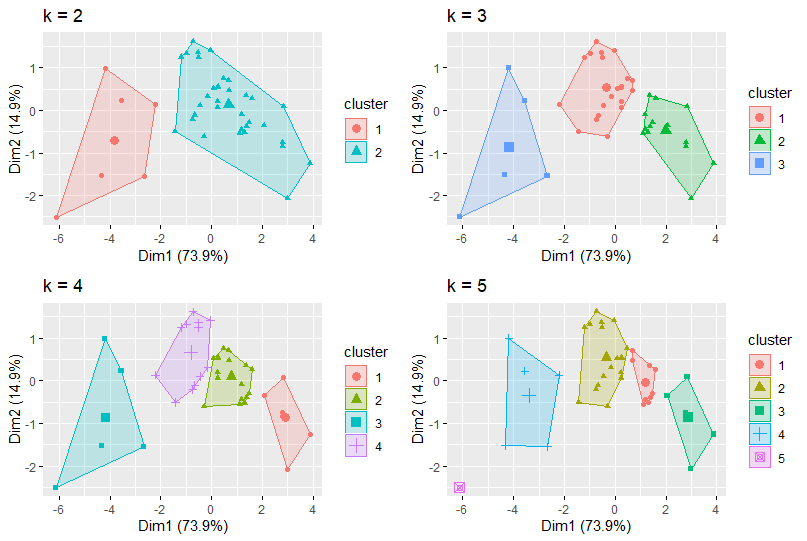 k = 2
1
0
-1
-2
Dim2 (14.9%)
-6 -4 -2 0 2 4
Dim1 (73.9%)
cluster
1
2
k = 3
1
0
-1
-2
Dim2 (14.9%)
-6 -4 -2 0 2 4
Dim1 (73.9%)
cluster
1
2
3
k = 4
1
0
-1
-2
Dim2 (14.9%)
-6 -4 -2 0 2 4
Dim1 (73.9%)
cluster
1
2
3
4
k = 5
1
0
-1
-2
Dim2 (14.9%)
-6 -4 -2 0 2 4
Dim1 (73.9%)
cluster
1
2
3
4
5